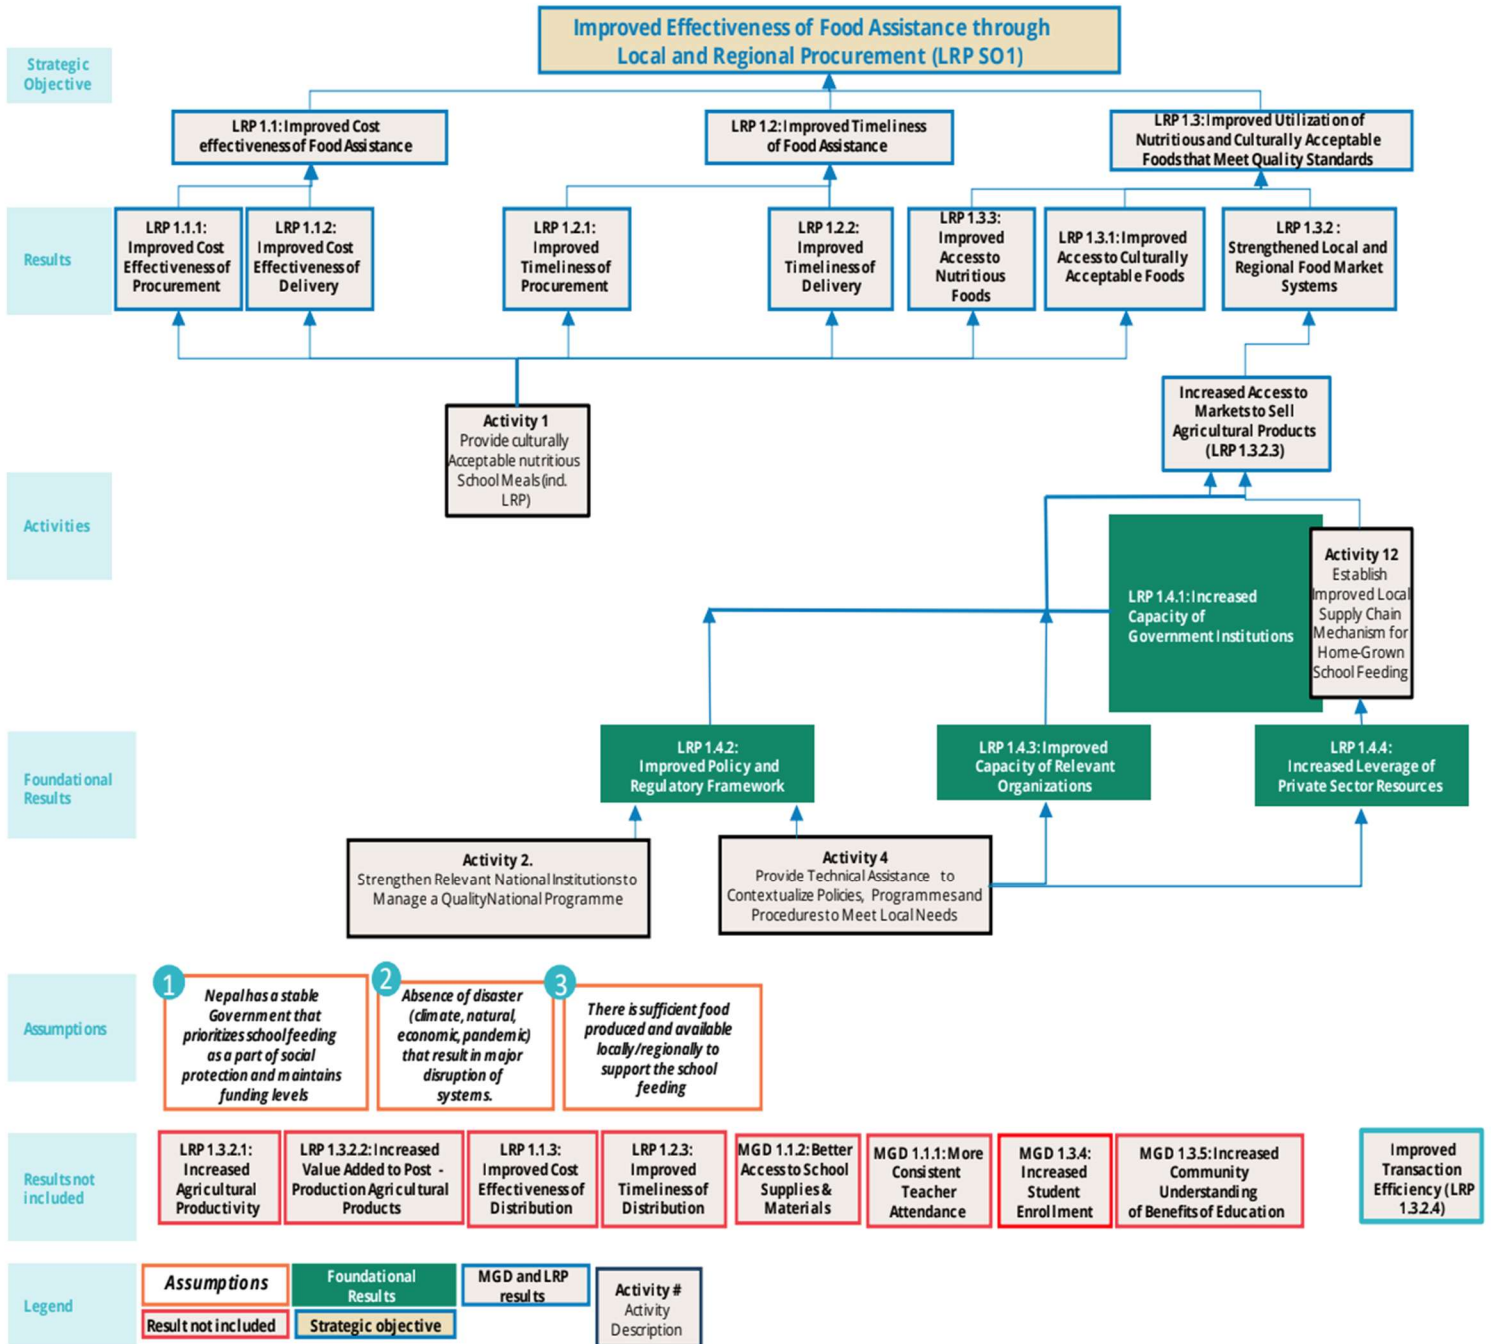 Improved Effectiveness of Food Assistance through
Local and Regional Procurement (LRP SO1)
Strategic
Objective
LRP 1.1: Improved Cost
effectiveness of Food Assistance
LRP 1.2: Improved Timeliness
of Food Assistance
LRP 1.3: Improved Utilization of
Nutritious and Culturally Acceptable
Foods that Meet Quality Standards
Results
LRP 1.1.1:
Improved Cost
Effectiveness of
Procurement
LRP 1.1.2:
Improved Cost
Effectiveness of
Delivery
LRP 1.2.1:
Improved
Timeliness of
Procurement
LRP 1.2.2:
Improved
Timeliness of
Delivery
LRP 1.3.3:
Improved
Access to
Nutritious
Foods
LRP 1.3.1: Improved
Access to Culturally
Acceptable Foods
LRP 1.3.2 :
Strengthened Local and
Regional Food Market
Systems
Increased Access to
Markets to Sell
Agricultural Products
(LRP 1.3.2.3)
Activities
Activity 1
Provide culturally
Acceptable nutritious
School Meals (incl.
LRP)
LRP 1.4.1: Increased
Capacity of
Government Institutions
Activity 12
Establish
Improved Local
Supply Chain
Mechanism for
Home-Grown
School Feeding
Foundational
Results
LRP 1.4.2:
Improved Policy and
Regulatory Framework
LRP 1.4.3: Improved
Capacity of Relevant
Organizations
LRP 1.4.4:
Increased Leverage of
Private Sector Resources
Activity 2.
Strengthen Relevant National Institutions to
Manage a Quality National Programme
Activity 4
Provide Technical Assistance to
Contextualize Policies, Programmes and
Procedures to Meet Local Needs
Assumptions
1
Nepal has a stable
Government that
prioritizes school feeding
as a part of social
protection and maintains
funding levels
2
Absence of disaster
(climate, natural,
economic, pandemic)
that result in major
disruption of
systems.
3
There is sufficient food
produced and available
locally/regionally to
support the school
feeding
Results not
included
LRP 1.3.2.1:
Increased
Agricultural
Productivity
LRP 1.3.2.2: Increased
Value Added to Post -
Production Agricultural
Products
LRP 1.1.3:
Improved Cost
Effectiveness of
Distribution
LRP 1.2.3:
Improved
Timeliness of
Distribution
MGD 1.1.2: Better
Access to School
Supplies &
Materials
MGD 1.1.1: More
Consistent
Teacher
Attendance
MGD 1.3.4:
Increased
Student
Enrollment
MGD 1.3.5: Increased
Community
Understanding
of Benefits of Education
Improved
Transaction
Efficiency (LRP
1.3.2.4)
Legend
Assumptions
Foundational
Results
MGD and LRP
results
Activity #
Activity
Description
Result not included
Strategic objective